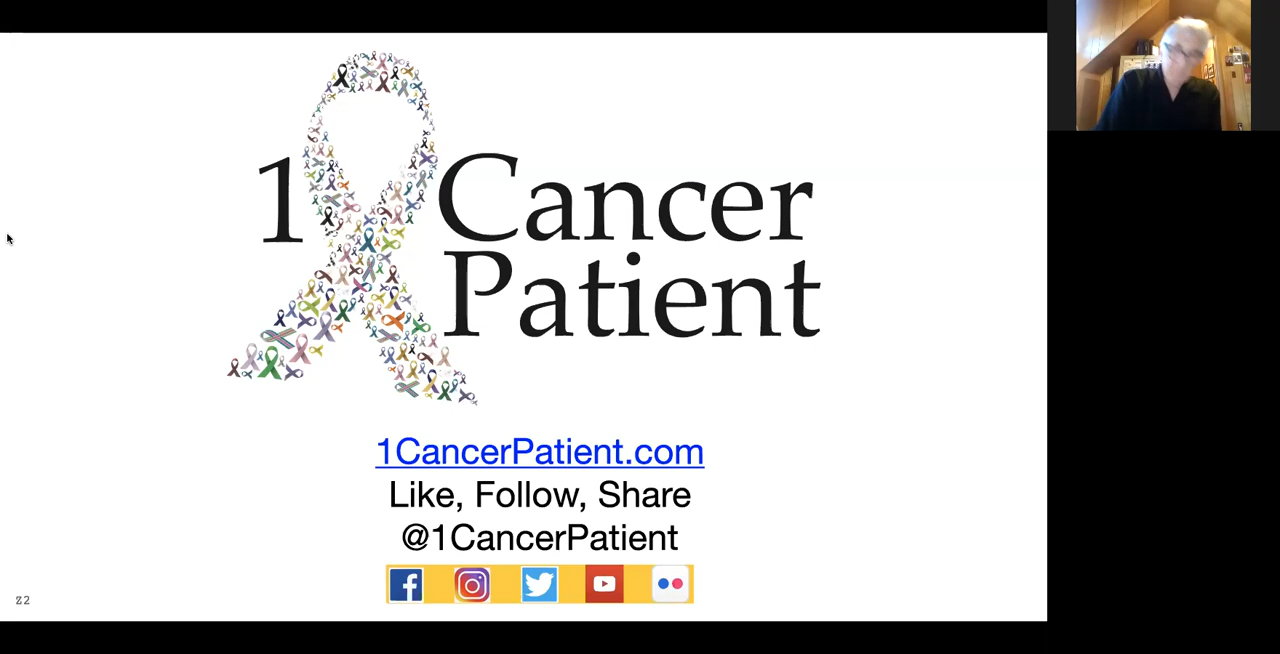 1 Cancer
Patient
1CancerPatient.com
Like, Follow, Share
@1CancerPatient
22